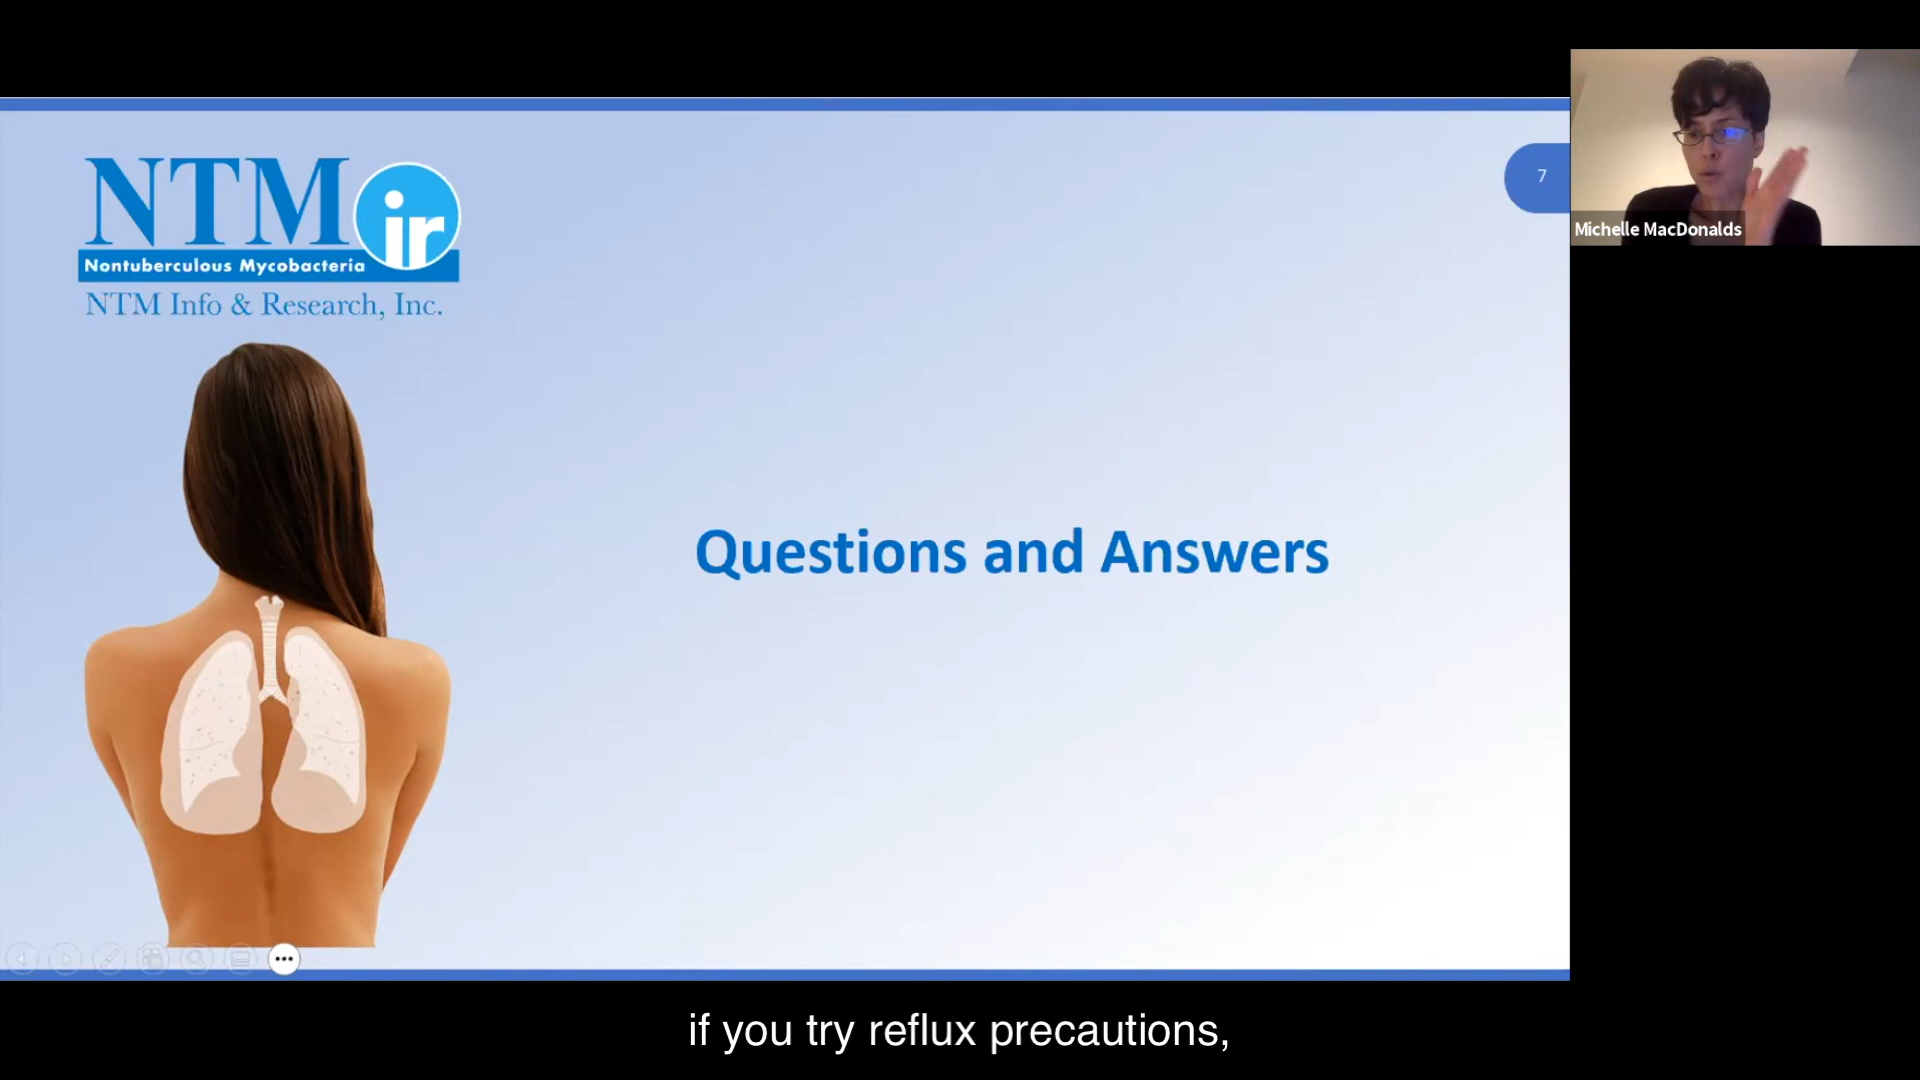 NTM
ir
Nontuberculous Mycobacteria
NTM Info & Research, Inc.
7
Michelle MacDonalds
Questions and Answers
if you try reflux precautions,